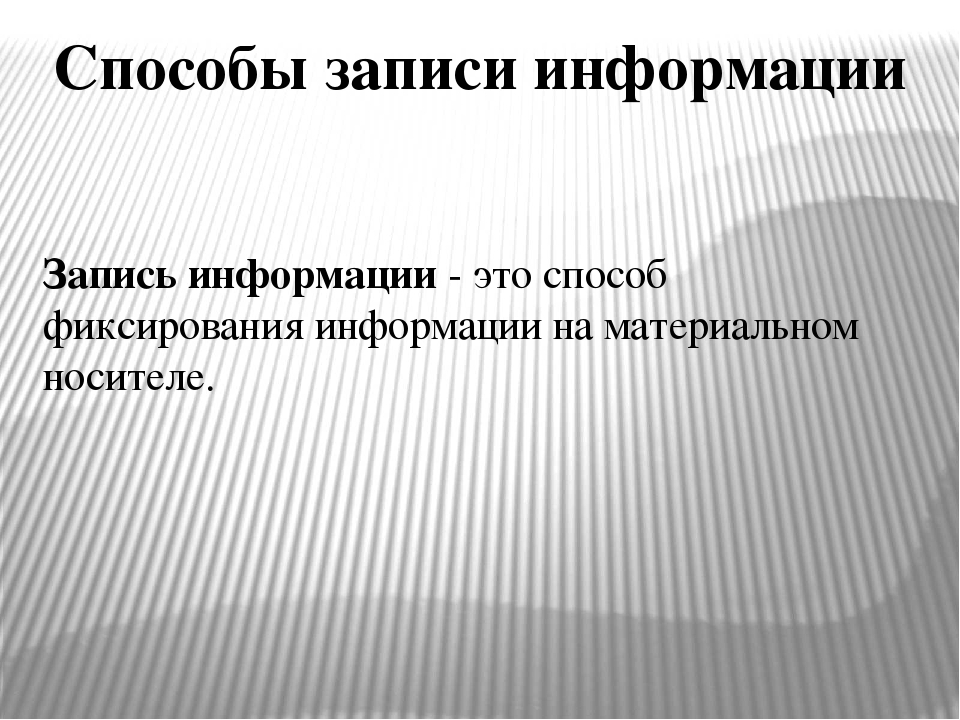 Способы записи информации
Запись информации - это способ
фиксирования информации на материальном
носителе.